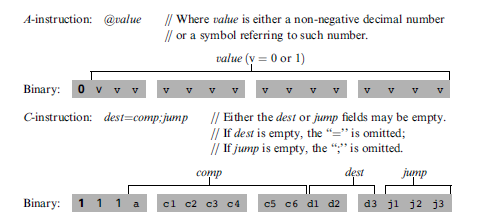 A-instruction: @value // Where value is either a non-negative decimal number
// or a symbol referring to such number.
value (v = 0 or 1)
Binary: 0 v v v v v v v v v v v v v v v
C-instruction: dest=comp;jump // Either the dest or jump fields may be empty.
// If dest is empty, the “=” is omitted;
// If jump is empty, the “;” is omitted.
comp dest jump
Binary: 1 1 1 a c1 c2 c3 c4 c5 c6 d1 d2 d3 j1 j2 j3